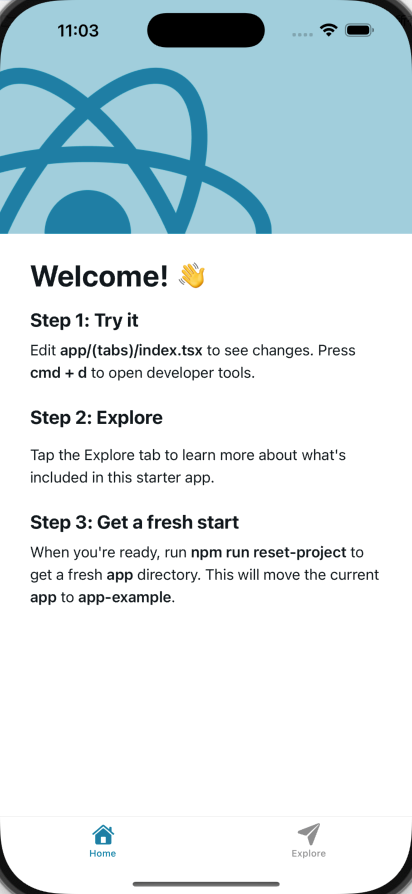 11:03
Welcome! 👋
Step 1: Try it
Edit app/(tabs)/index.tsx to see changes. Press
cmd + d to open developer tools.
Step 2: Explore
Tap the Explore tab to learn more about what's
included in this starter app.
Step 3: Get a fresh start
When you're ready, run npm run reset-project to
get a fresh app directory. This will move the current
app to app-example.
Home
Explore